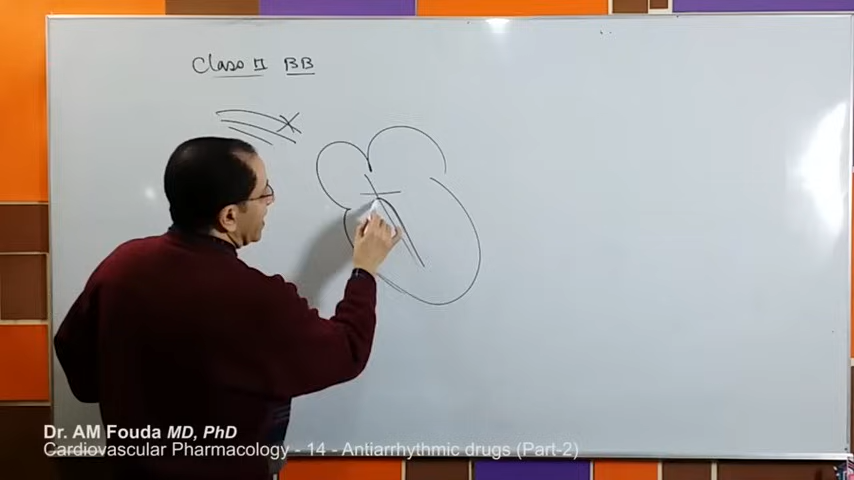 Class II BB
Dr. AM Fouda MD, PhD
Cardiovascular Pharmacology - 14 - Antiarrhythmic drugs (Part-2)